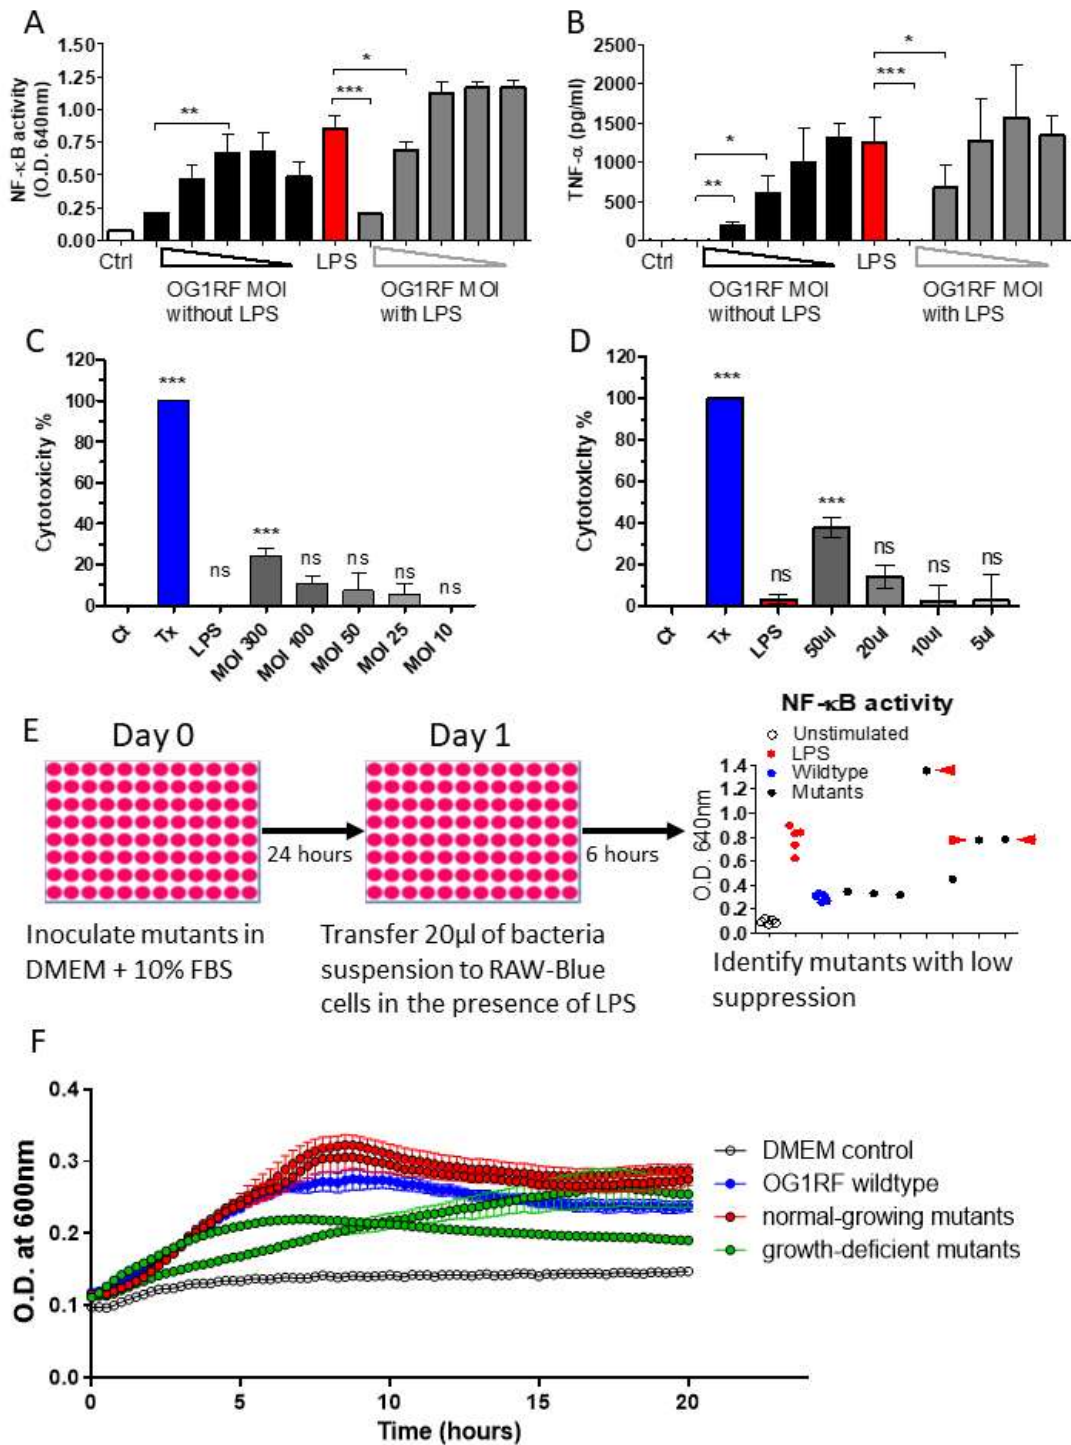 A
NF-κB activity
(O.D. 640nm)
1.50
1.25
1.00
0.75
0.50
0.25
0.00
**
*
***
Ctrl
LPS
OG1RF MOI
without LPS
OG1RF MOI
with LPS
B
TNF-α (pg/ml)
2500
2000
1500
1000
500
0
**
*
***
*
Ctrl
LPS
OG1RF MOI
without LPS
OG1RF MOI
with LPS
C
Cytotoxicity %
120
100
80
60
40
20
0
***
ns
***
ns
ns
ns
ns
Ct
Tx
LPS
MOI 300
MOI 100
MOI 50
MOI 25
MOI 10
D
Cytotoxicity %
120
100
80
60
40
20
0
***
ns
***
ns
ns
ns
Ct
Tx
LPS
50ul
20ul
10ul
5ul
E
Day 0
24 hours
Day 1
6 hours
Inoculate mutants in
DMEM + 10% FBS
Transfer 20µl of bacteria
suspension to RAW-Blue
cells in the presence of LPS
NF-κB activity
Unstimulated
LPS
Wildtype
Mutants
O.D. 640nm
1.4
1.2
1.0
0.8
0.6
0.4
0.2
0.0
Identify mutants with low
suppression
F
O.D. at 600nm
0.4
0.3
0.2
0.1
0.0
0
5
10
15
20
Time (hours)
DMEM control
OG1RF wildtype
normal-growing mutants
growth-deficient mutants